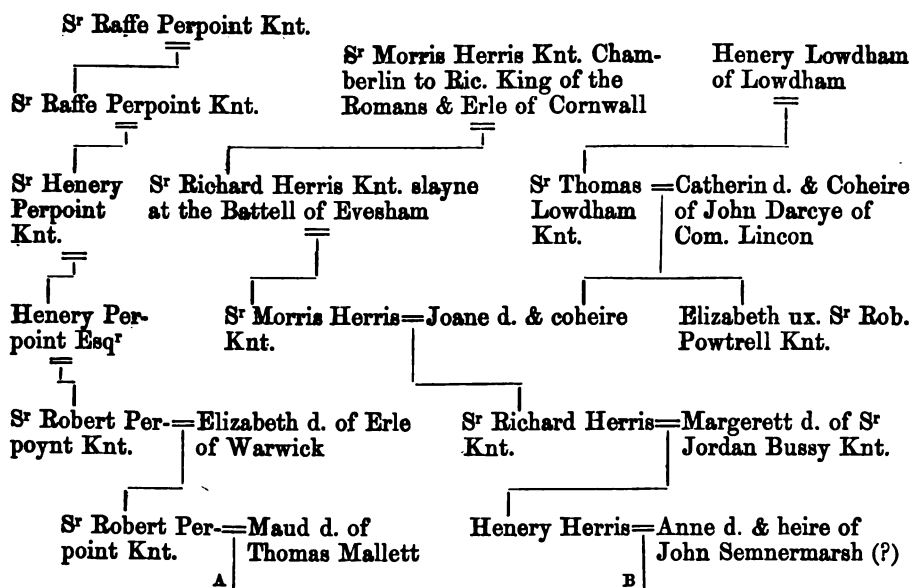 Sʳ Raffe Perpoint Knt.
Sʳ Morris Herris Knt. Cham-
berlin to Ric. King of the
Romans & Erle of Cornwall
Henery Lowdham
of Lowdham
Sʳ Raffe Perpoint Knt.
Sʳ Henery
Perpoint
Knt.
Sʳ Richard Herris Knt. slayne
at the Battell of Evesham
Sʳ Thomas
Lowdham
Knt.
=Catherin d. & Coheire
of John Darcye of
Com. Lincon
Henery Per-
point Esqʳ
Sʳ Morris Herris=Joane d. & coheire
Knt.
Elizabeth ux. Sʳ Rob.
Powtrell Knt.
Sʳ Robert Per-=Elizabeth d. of Erle
poynt Knt. of Warwick
Sʳ Richard Herris=Margerett d. of Sʳ
Knt. Jordan Bussy Knt.
Sʳ Robert Per-=Maud d. of
point Knt. Thomas Mallett
Henery Herris=Anne d. & heire of
John Semnermarsh (?)
A
B